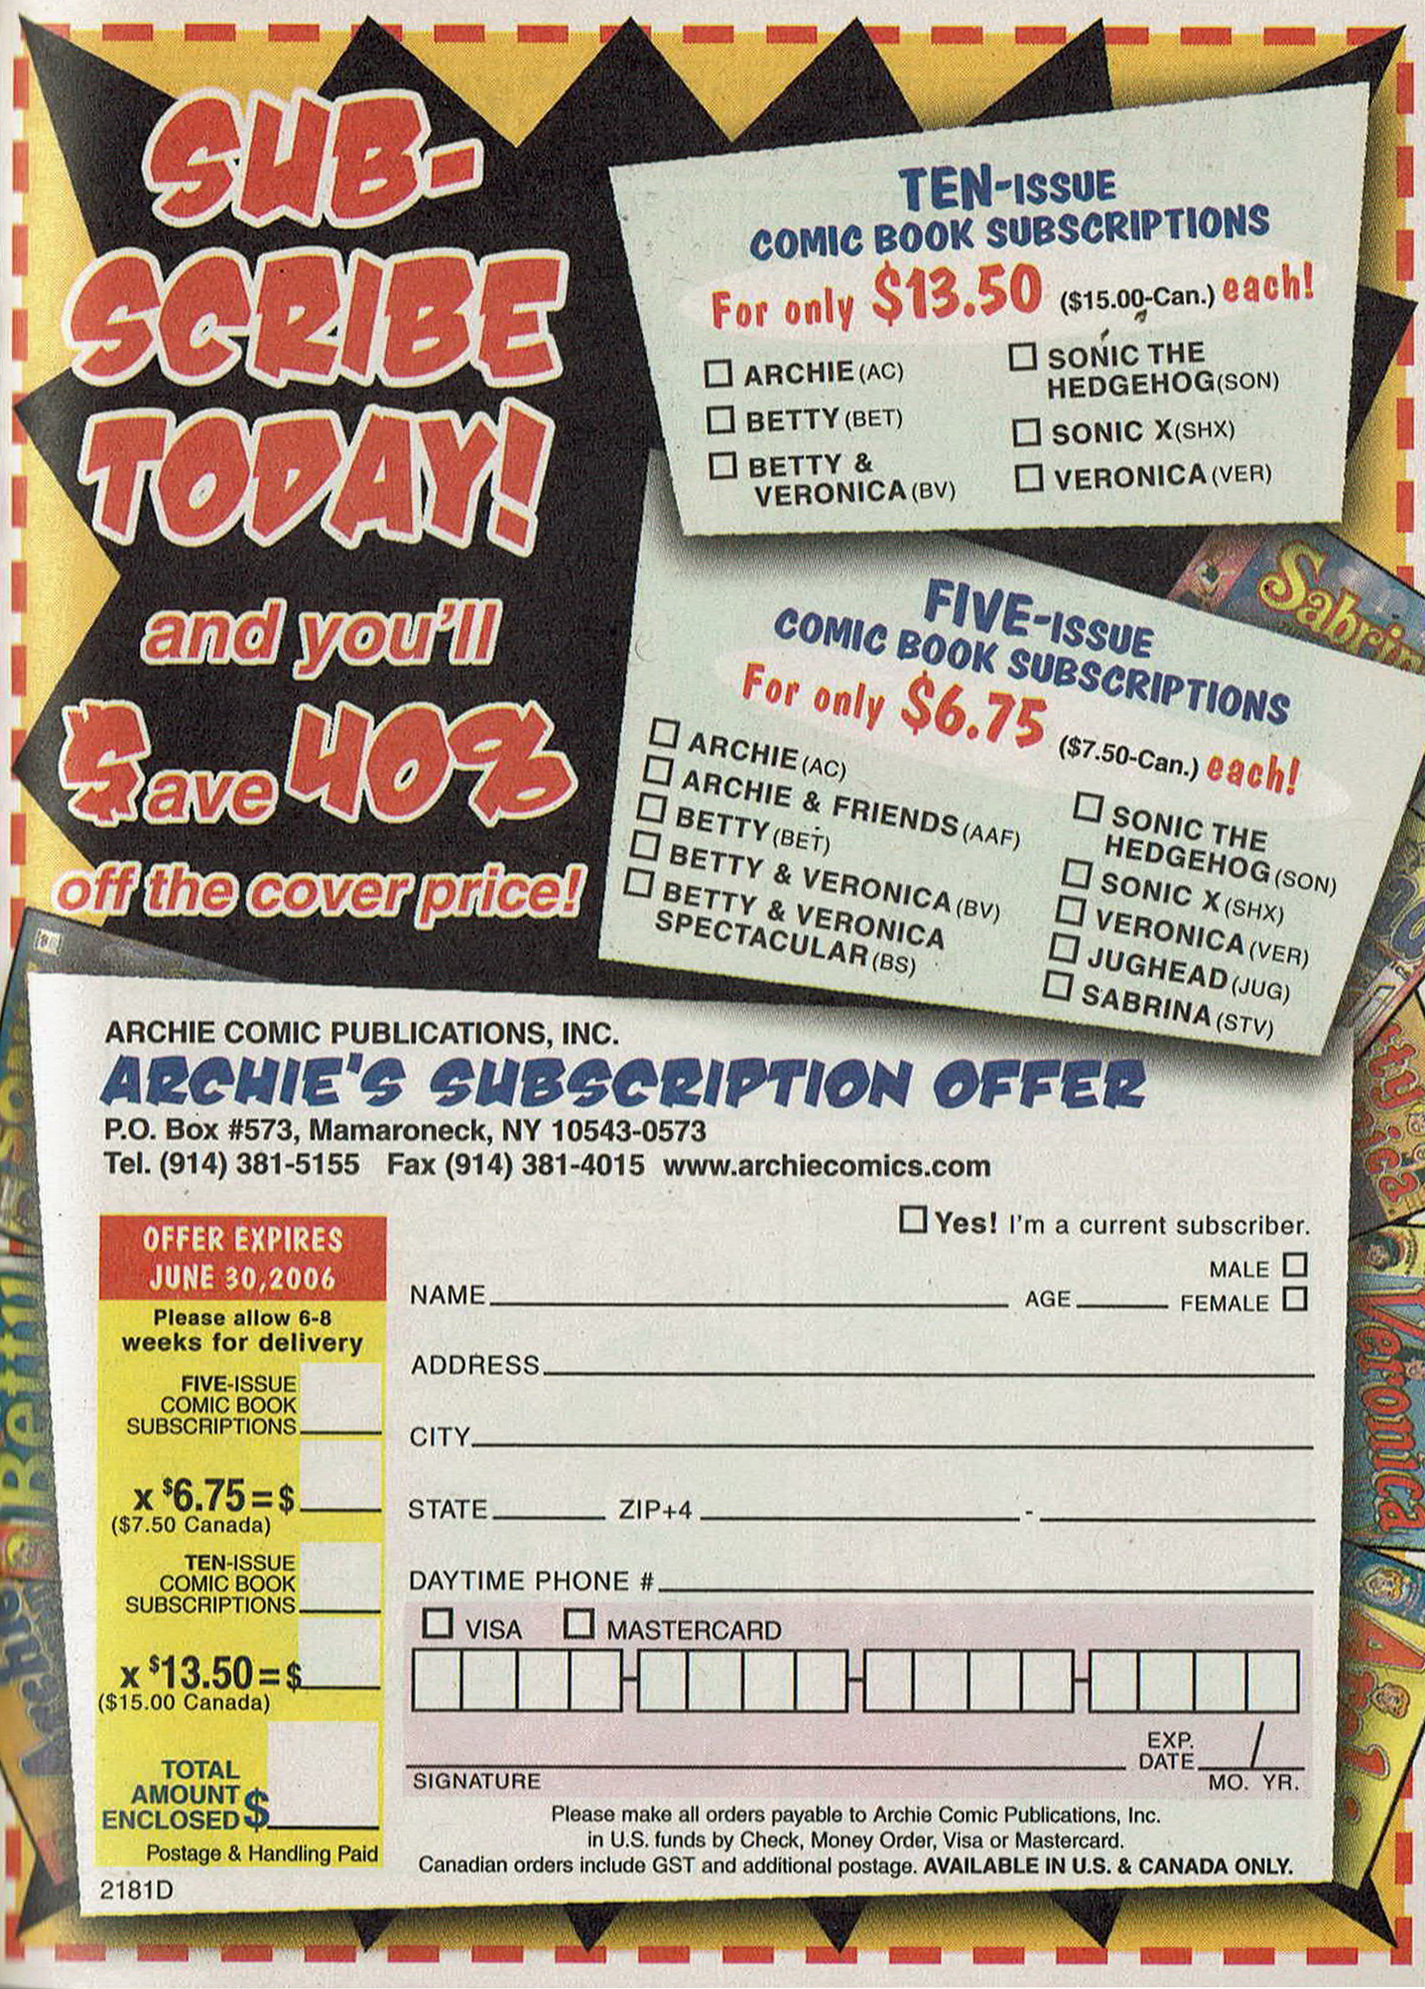 SUB-
SCRIBE
TODAY!
and you'll
$ave 40%
off the cover price!
TEN-ISSUE
COMIC BOOK SUBSCRIPTIONS
For only $13.50 ($15.00-Can.) each!
ARCHIE (AC)
BETTY (BET)
BETTY &
VERONICA (BV)
SONIC THE
HEDGEHOG (SON)
SONIC X (SHX)
VERONICA (VER)
Sabrin
FIVE-ISSUE
COMIC BOOK SUBSCRIPTIONS
For only $6.75 ($7.50-Can.) each!
ARCHIE (AC)
ARCHIE & FRIENDS (AAF)
BETTY (BET)
BETTY & VERONICA (BV)
BETTY & VERONICA
SPECTACULAR (BS)
SONIC THE
HEDGEHOG (SON)
SONIC X (SHX)
VERONICA (VER)
JUGHEAD (JUG)
SABRINA (STV)
ARCHIE COMIC PUBLICATIONS, INC.
ARCHIE'S SUBSCRIPTION OFFER
P.O. Box #573, Mamaroneck, NY 10543-0573
Tel. (914) 381-5155 Fax (914) 381-4015 www.archiecomics.com
OFFER EXPIRES
JUNE 30, 2006
Please allow 6-8
weeks for delivery
FIVE-ISSUE
COMIC BOOK
SUBSCRIPTIONS
x $6.75 = $
($7.50 Canada)
TEN-ISSUE
COMIC BOOK
SUBSCRIPTIONS
x $13.50 = $
($15.00 Canada)
TOTAL
AMOUNT
ENCLOSED $
Postage & Handling Paid
2181D
Yes! I'm a current subscriber.
MALE
NAME AGE FEMALE
ADDRESS
CITY
STATE ZIP+4 -
DAYTIME PHONE #
VISA MASTERCARD
EXP.
DATE /
SIGNATURE MO. YR.
Please make all orders payable to Archie Comic Publications, Inc.
in U.S. funds by Check, Money Order, Visa or Mastercard.
Canadian orders include GST and additional postage. AVAILABLE IN U.S. & CANADA ONLY.
Veronica